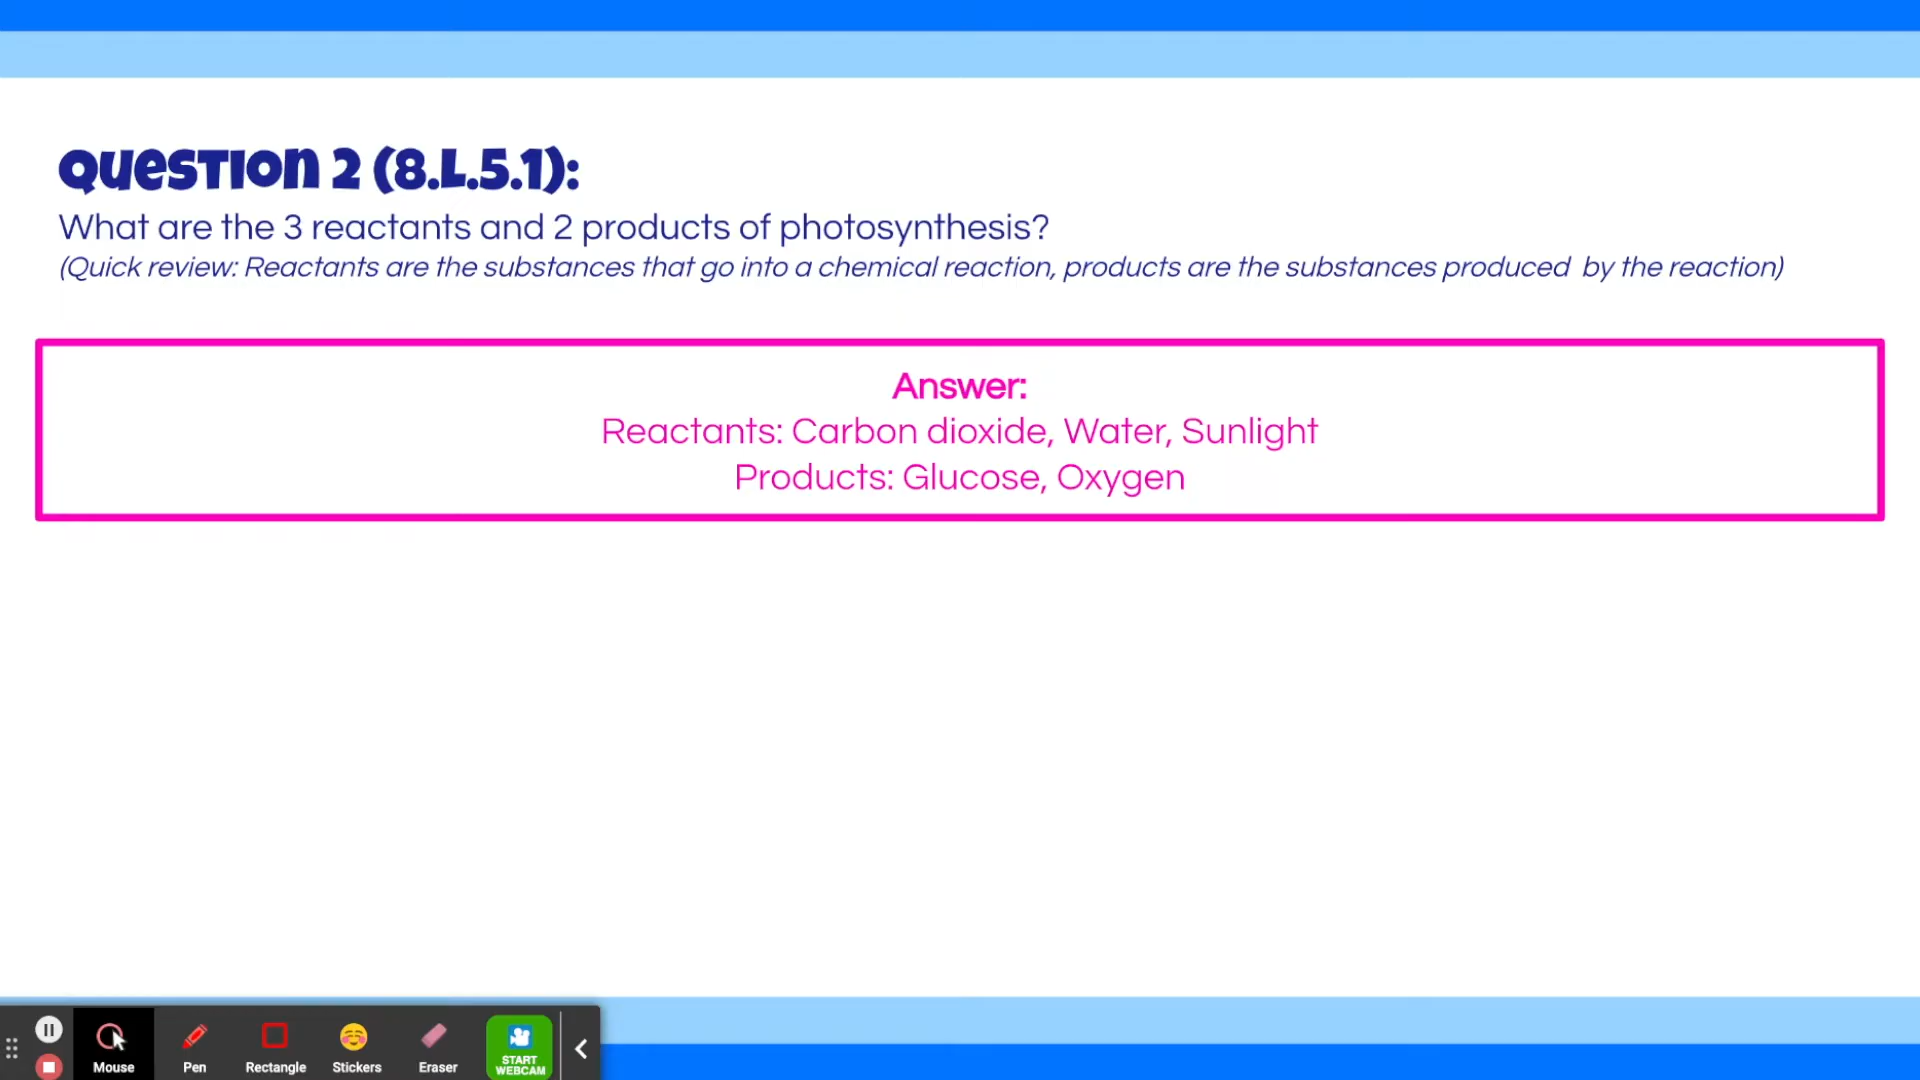 Question 2 (8.L.5.1):
What are the 3 reactants and 2 products of photosynthesis?
(Quick review: Reactants are the substances that go into a chemical reaction, products are the substances produced by the reaction)
Answer:
Reactants: Carbon dioxide, Water, Sunlight
Products: Glucose, Oxygen
Mouse
Pen
Rectangle
Stickers
Eraser
START
WEBCAM